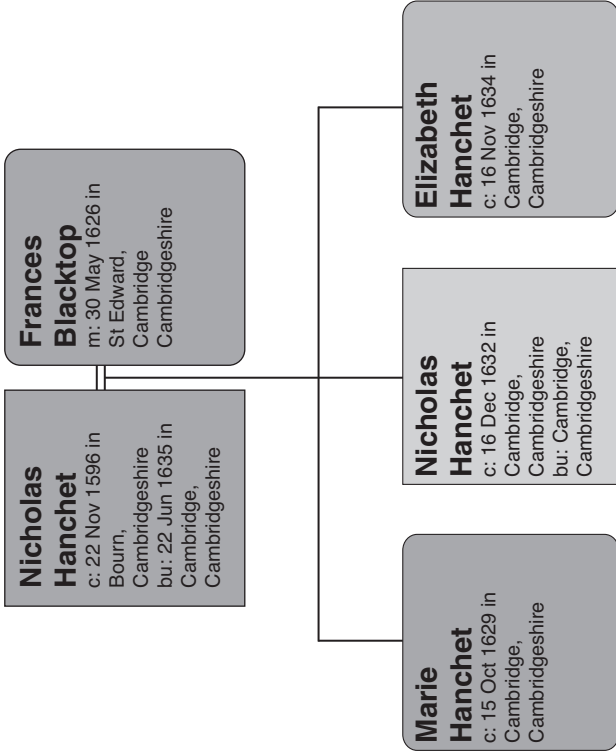 Nicholas
Hanchet
c: 22 Nov 1596 in
Bourn,
Cambridgeshire
bu: 22 Jun 1635 in
Cambridge,
Cambridgeshire
Frances
Blacktop
m: 30 May 1626 in
St Edward,
Cambridge
Cambridgeshire
Marie
Hanchet
c: 15 Oct 1629 in
Cambridge,
Cambridgeshire
Nicholas
Hanchet
c: 16 Dec 1632 in
Cambridge,
Cambridgeshire
bu: Cambridge,
Cambridgeshire
Elizabeth
Hanchet
c: 16 Nov 1634 in
Cambridge,
Cambridgeshire